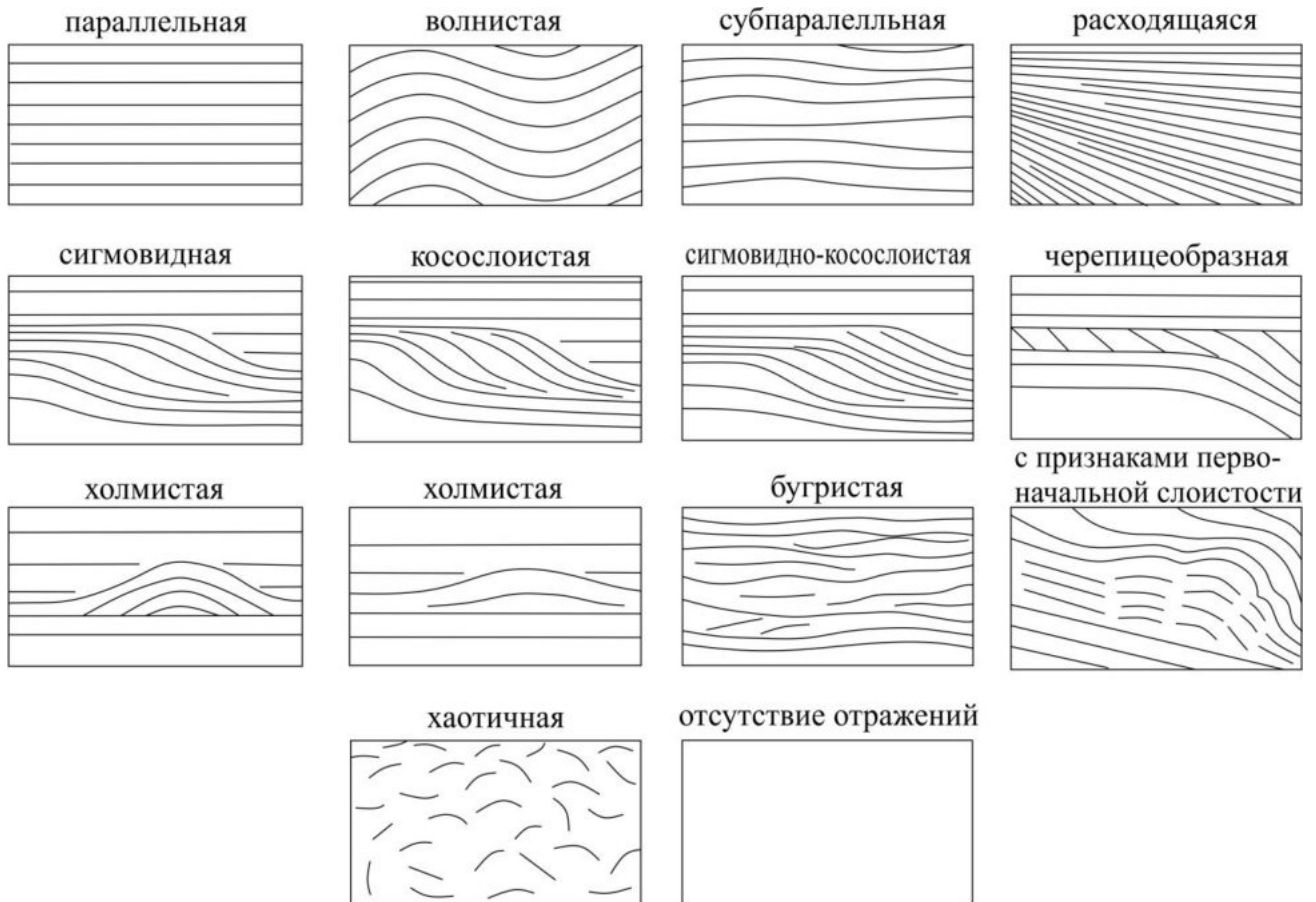 параллельная
волнистая
субпаралелльная
расходящаяся
сигмовидная
косослоистая
сигмовидно-косослоистая
черепицеобразная
холмистая
холмистая
бугристая
с признаками перво-
начальной слоистости
хаотичная
отсутствие отражений